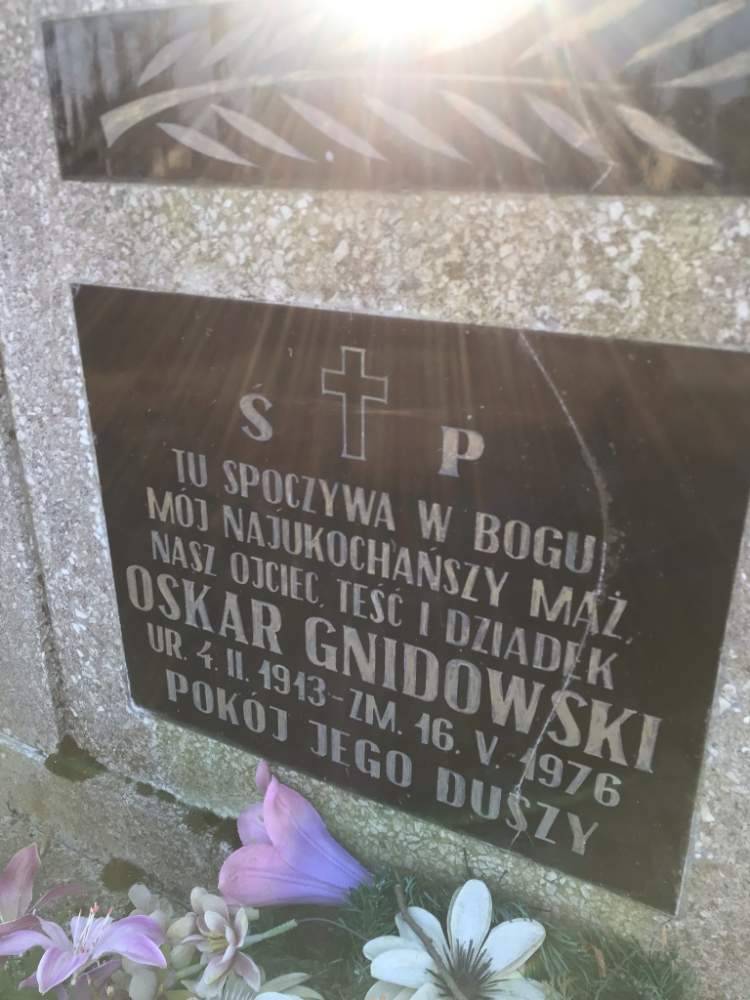 Ś P
TU SPOCZYWA W BOGU
MÓJ NAJUKOCHAŃSZY MĄŻ,
NASZ OJCIEC, TEŚĆ I DZIADEK
OSKAR GNIDOWSKI
UR. 4. II. 1913 - ZM. 16. V. 1976
POKÓJ JEGO DUSZY